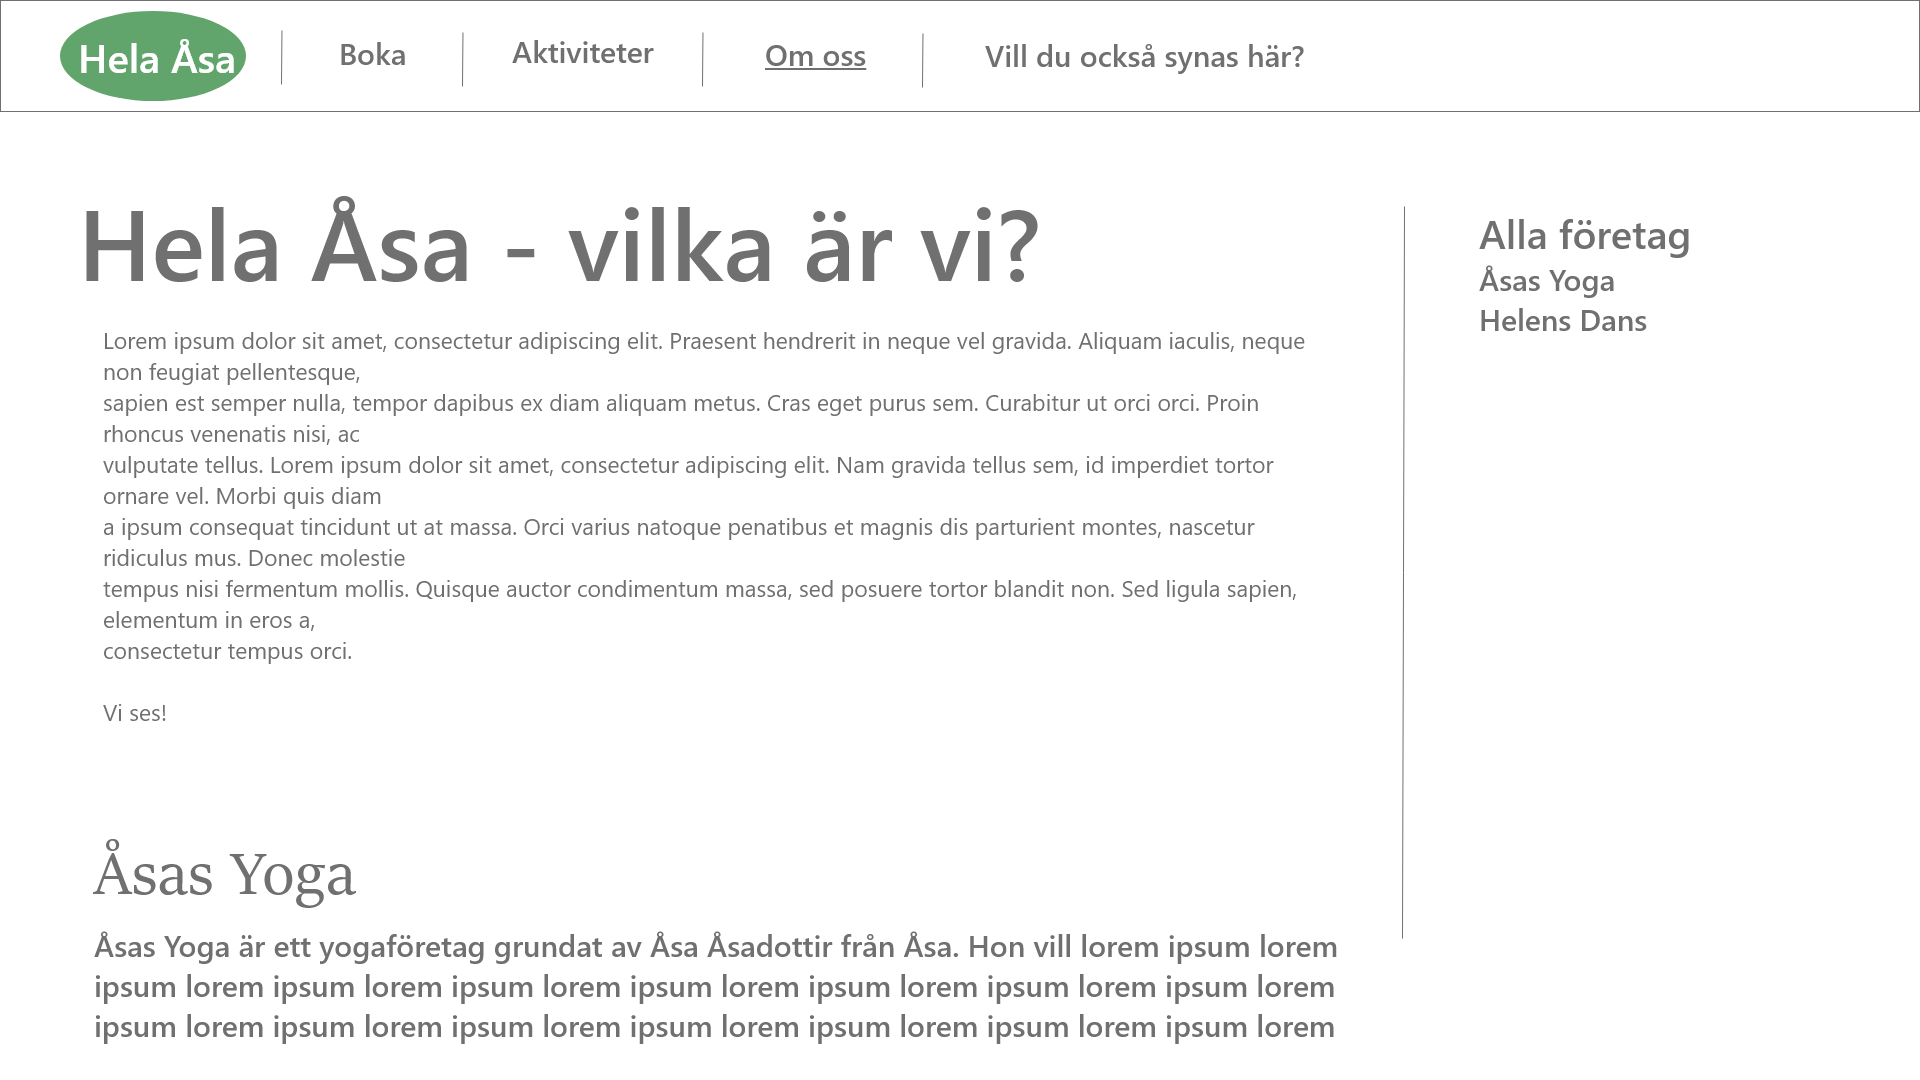 Hela Åsa
Boka
Aktiviteter
Om oss
Vill du också synas här?
Hela Åsa - vilka är vi?
Lorem ipsum dolor sit amet, consectetur adipiscing elit. Praesent hendrerit in neque vel gravida. Aliquam iaculis, neque
non feugiat pellentesque,
sapien est semper nulla, tempor dapibus ex diam aliquam metus. Cras eget purus sem. Curabitur ut orci orci. Proin
rhoncus venenatis nisi, ac
vulputate tellus. Lorem ipsum dolor sit amet, consectetur adipiscing elit. Nam gravida tellus sem, id imperdiet tortor
ornare vel. Morbi quis diam
a ipsum consequat tincidunt ut at massa. Orci varius natoque penatibus et magnis dis parturient montes, nascetur
ridiculus mus. Donec molestie
tempus nisi fermentum mollis. Quisque auctor condimentum massa, sed posuere tortor blandit non. Sed ligula sapien,
elementum in eros a,
consectetur tempus orci.
Vi ses!
Åsas Yoga
Åsas Yoga är ett yogaföretag grundat av Åsa Åsadottir från Åsa. Hon vill lorem ipsum lorem
ipsum lorem ipsum lorem ipsum lorem ipsum lorem ipsum lorem ipsum lorem ipsum lorem
ipsum lorem ipsum lorem ipsum lorem ipsum lorem ipsum lorem ipsum lorem ipsum lorem
Alla företag
Åsas Yoga
Helens Dans